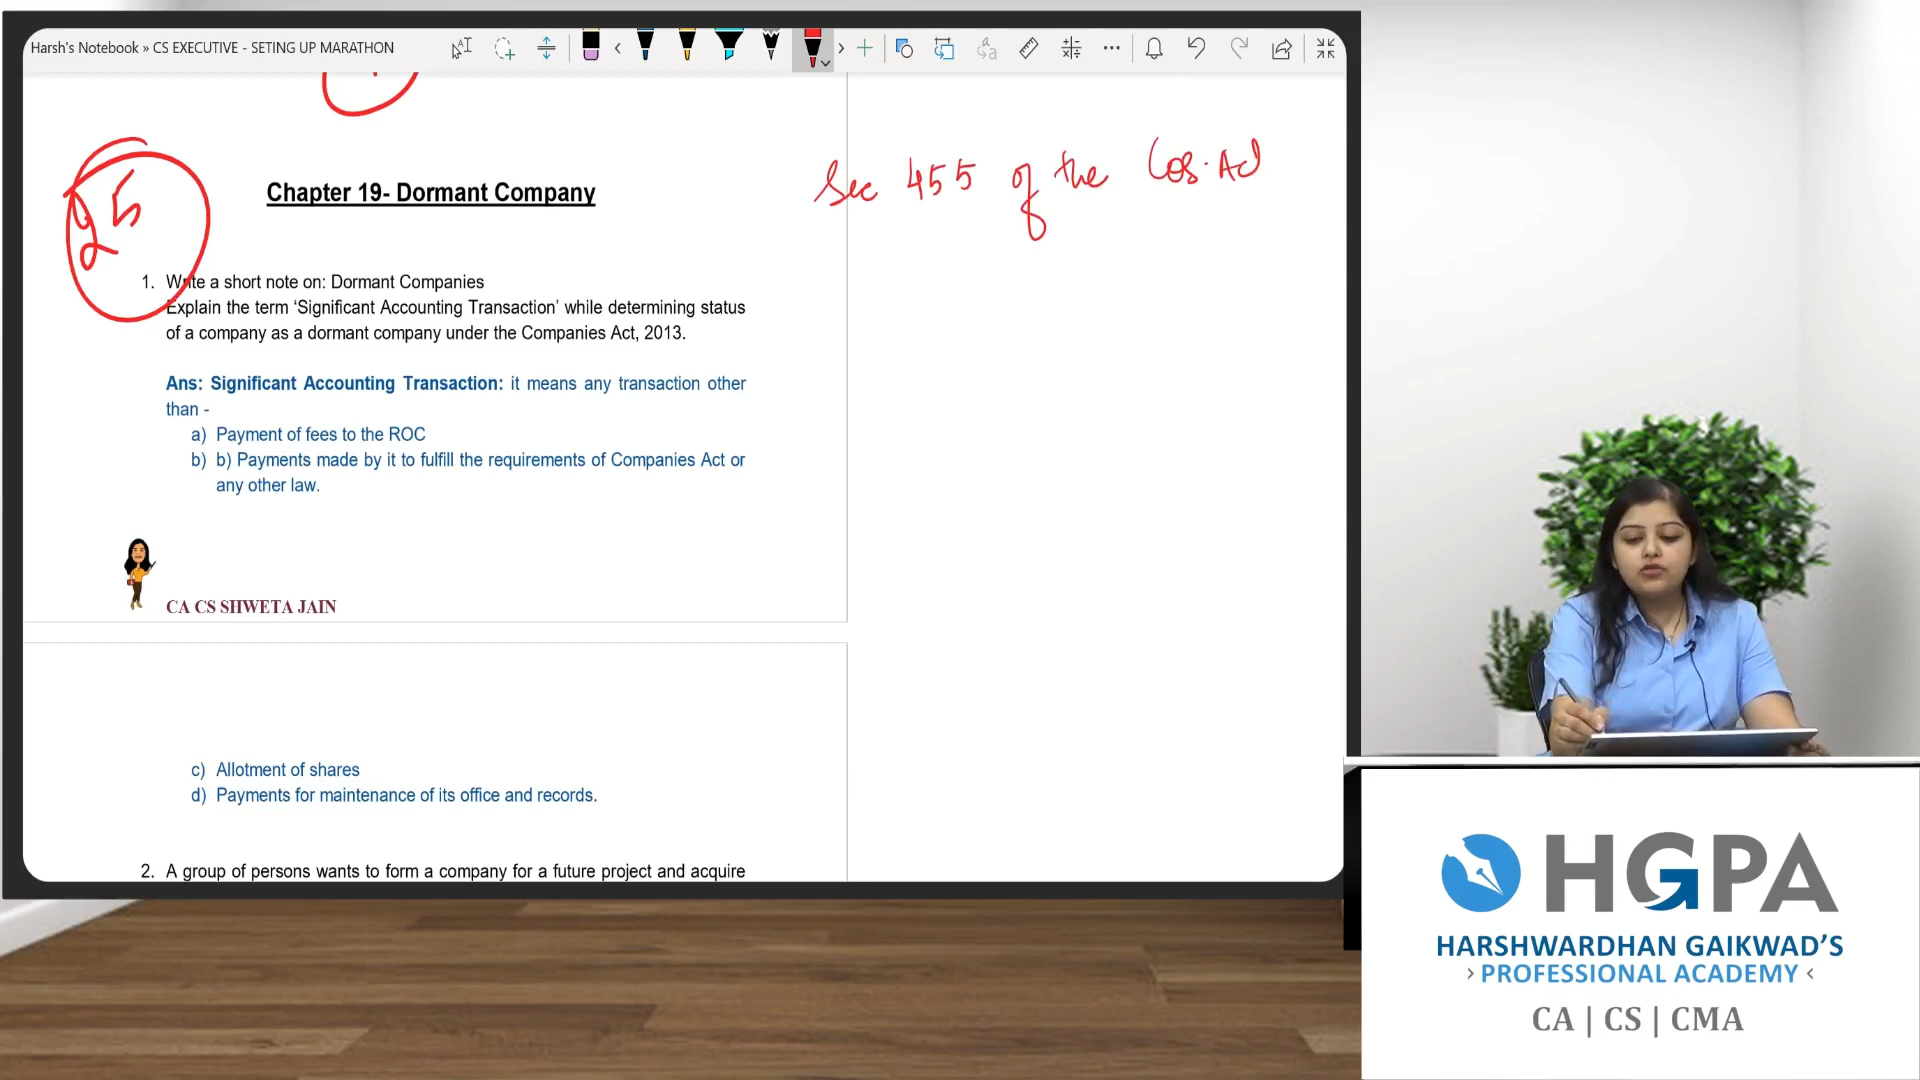 Harsh's Notebook » CS EXECUTIVE - SETING UP MARATHON
Sec 455 of the Cos. Act
25
Chapter 19- Dormant Company
1. Write a short note on: Dormant Companies
Explain the term ‘Significant Accounting Transaction’ while determining status
of a company as a dormant company under the Companies Act, 2013.
Ans: Significant Accounting Transaction: it means any transaction other
than -
a) Payment of fees to the ROC
b) b) Payments made by it to fulfill the requirements of Companies Act or
any other law.
CA CS SHWETA JAIN
c) Allotment of shares
d) Payments for maintenance of its office and records.
2. A group of persons wants to form a company for a future project and acquire
HGPA
HARSHWARDHAN GAIKWAD’S
› PROFESSIONAL ACADEMY ‹
CA | CS | CMA